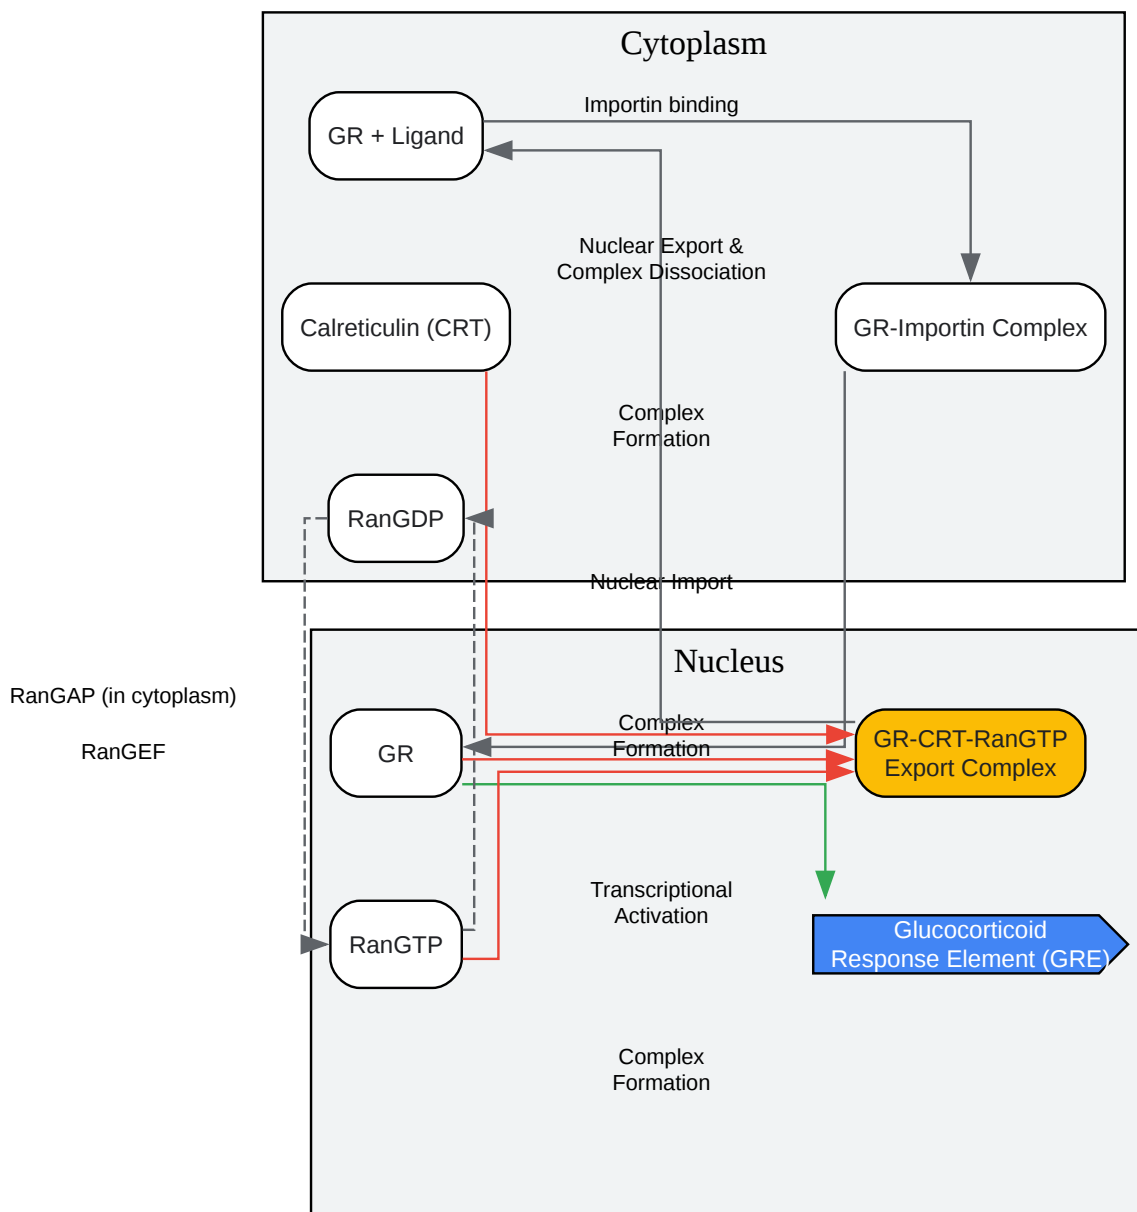 Cytoplasm
Importin binding
GR + Ligand
Nuclear Export &
Complex Dissociation
Calreticulin (CRT)
GR-Importin Complex
Complex
Formation
RanGDP
Nuclear Import
Nucleus
RanGAP (in cytoplasm)
RanGEF
GR
Complex
Formation
GR-CRT-RanGTP
Export Complex
Transcriptional
Activation
RanGTP
Glucocorticoid
Response Element (GRE)
Complex
Formation